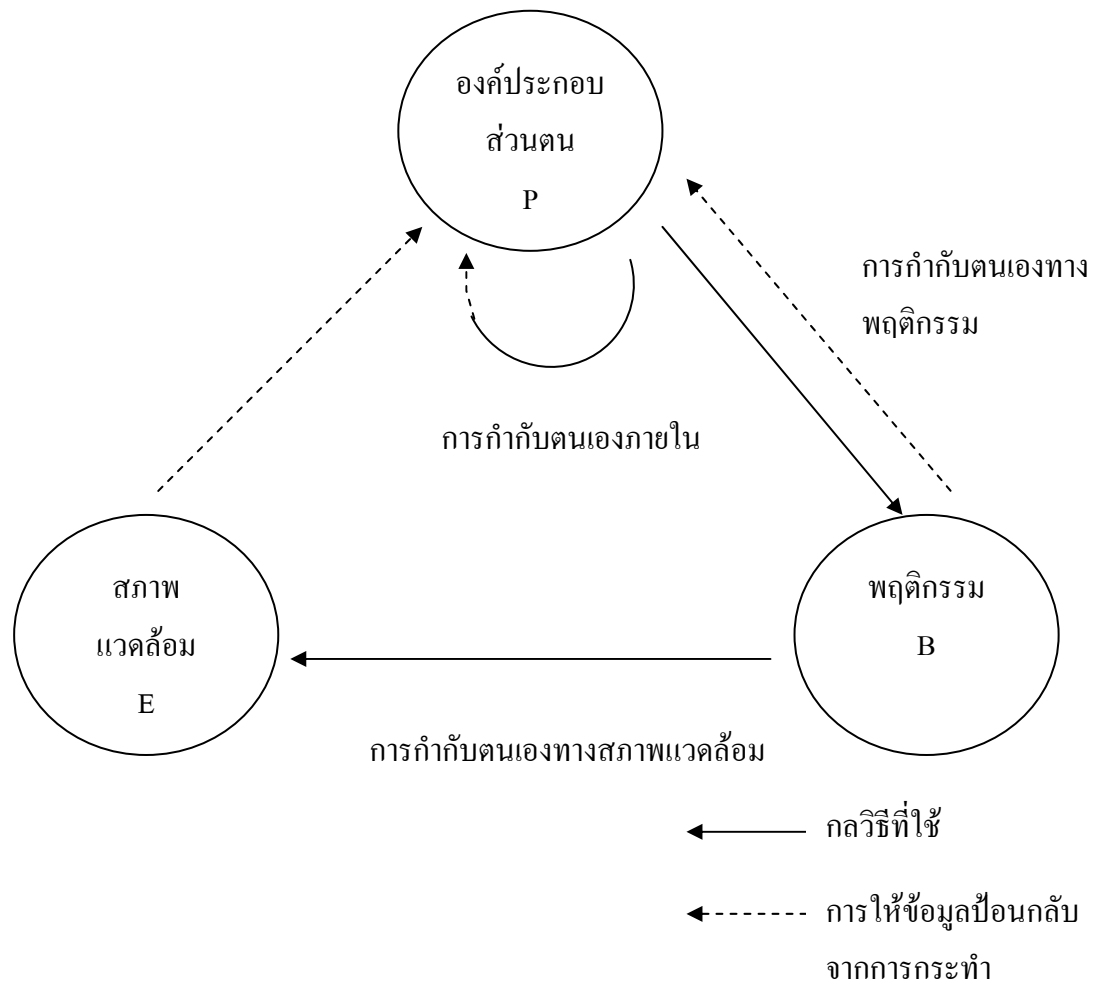 องค์ประกอบ
ส่วนตน
P
การกำกับตนเองทาง
พฤติกรรม
การกำกับตนเองภายใน
สภาพ
แวดล้อม
E
พฤติกรรม
B
การกำกับตนเองทางสภาพแวดล้อม
กลวิธีที่ใช้
การให้ข้อมูลป้อนกลับ
จากการกระทำ